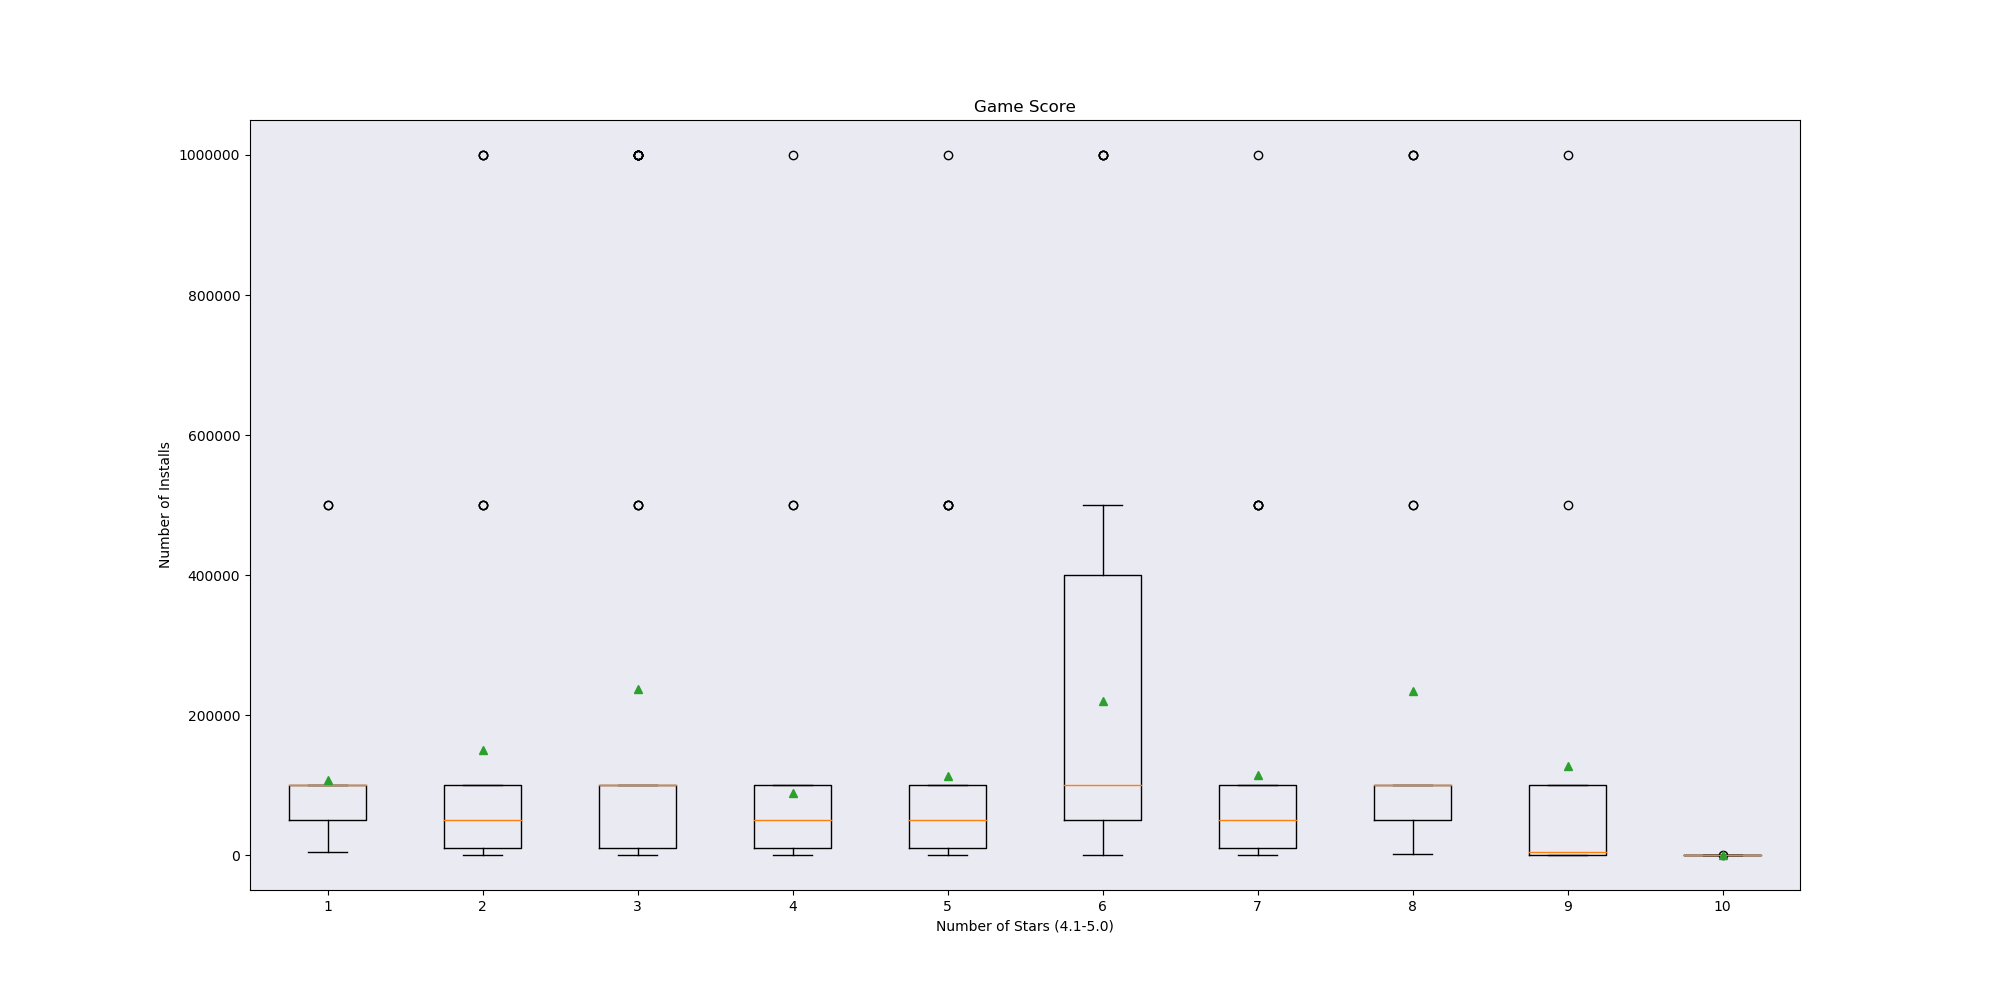 Game Score
1000000
800000
600000
400000
200000
0
Number of Installs
1 2 3 4 5 6 7 8 9 10
Number of Stars (4.1-5.0)